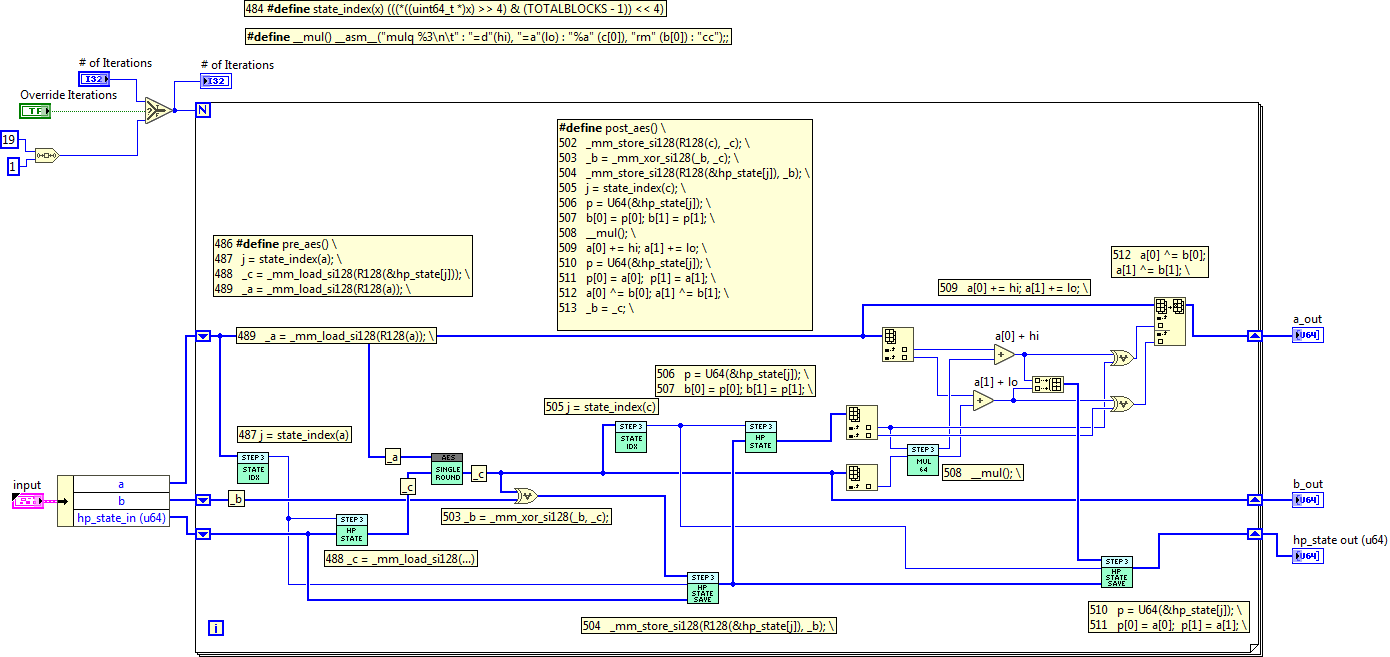 484 #define state_index(x) (((*((uint64_t *)x) >> 4) & (TOTALBLOCKS - 1)) << 4)
#define __mul() __asm__("mulq %3\n\t" : "=d"(hi), "=a"(lo) : "%a" (c[0]), "rm" (b[0]) : "cc");;
# of Iterations
I32
# of Iterations
I32
Override Iterations
TF
N
19
1
#define post_aes() \
502 _mm_store_si128(R128(c), _c); \
503 _b = _mm_xor_si128(_b, _c); \
504 _mm_store_si128(R128(&hp_state[j]), _b); \
505 j = state_index(c); \
506 p = U64(&hp_state[j]); \
507 b[0] = p[0]; b[1] = p[1]; \
508 __mul(); \
509 a[0] += hi; a[1] += lo; \
510 p = U64(&hp_state[j]); \
511 p[0] = a[0]; p[1] = a[1]; \
512 a[0] ^= b[0]; a[1] ^= b[1]; \
513 _b = _c; \
486 #define pre_aes() \
487 j = state_index(a); \
488 _c = _mm_load_si128(R128(&hp_state[j])); \
489 _a = _mm_load_si128(R128(a)); \
512 a[0] ^= b[0];
a[1] ^= b[1]; \
509 a[0] += hi; a[1] += lo; \
489 _a = _mm_load_si128(R128(a)); \
a[0] + hi
a_out
U64
506 p = U64(&hp_state[j]); \
507 b[0] = p[0]; b[1] = p[1]; \
a[1] + lo
505 j = state_index(c)
STEP 3
STATE
IDX
STEP 3
HP
STATE
487 j = state_index(a)
STEP 3
STATE
IDX
_a
AES
SINGLE
ROUND
_c
_c
STEP 3
MUL
64
508 __mul(); \
input
a
b
hp_state_in (u64)
_b
503 _b = _mm_xor_si128(_b, _c);
b_out
U64
STEP 3
HP
STATE
488 _c = _mm_load_si128(...)
hp_state out (u64)
U64
STEP 3
HP
STATE
SAVE
STEP 3
HP
STATE
SAVE
504 _mm_store_si128(R128(&hp_state[j]), _b); \
510 p = U64(&hp_state[j]); \
511 p[0] = a[0]; p[1] = a[1]; \
i